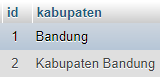 id kabupaten
1 Bandung
2 Kabupaten Bandung